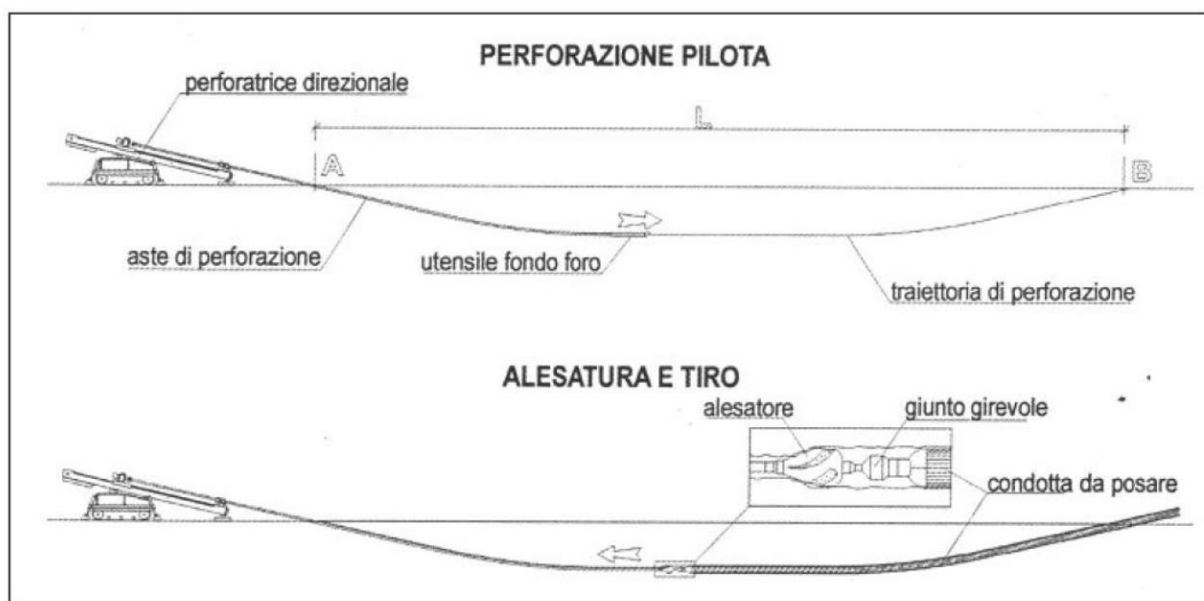 PERFORAZIONE PILOTA
perforatrice direzionale
L
A
B
aste di perforazione
utensile fondo foro
traiettoria di perforazione
ALESATURA E TIRO
alesatore
giunto girevole
condotta da posare